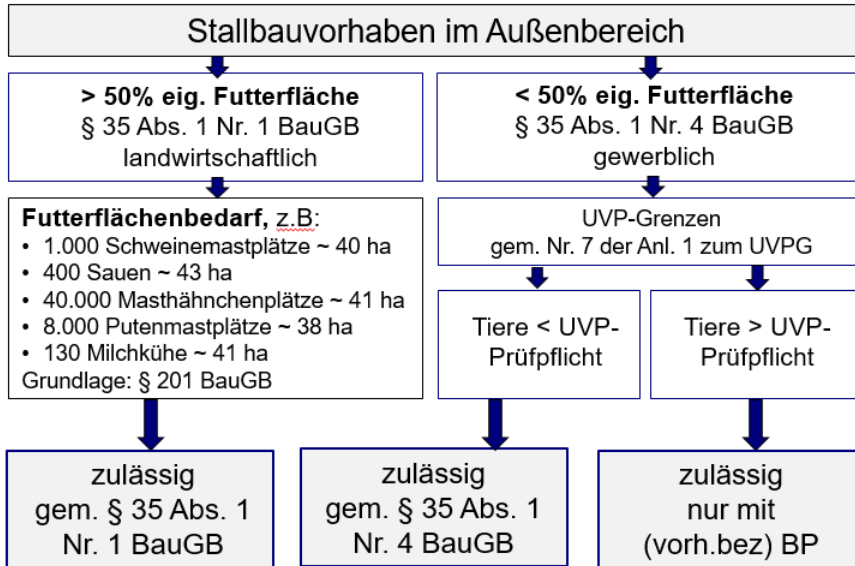 Stallbauvorhaben im Außenbereich
> 50% eig. Futterfläche
§ 35 Abs. 1 Nr. 1 BauGB
landwirtschaftlich
< 50% eig. Futterfläche
§ 35 Abs. 1 Nr. 4 BauGB
gewerblich
Futterflächenbedarf, z.B:
• 1.000 Schweinemastplätze ~ 40 ha
• 400 Sauen ~ 43 ha
• 40.000 Masthähnchenplätze ~ 41 ha
• 8.000 Putenmastplätze ~ 38 ha
• 130 Milchkühe ~ 41 ha
Grundlage: § 201 BauGB
UVP-Grenzen
gem. Nr. 7 der Anl. 1 zum UVPG
Tiere < UVP-
Prüfpflicht
Tiere > UVP-
Prüfpflicht
zulässig
gem. § 35 Abs. 1
Nr. 1 BauGB
zulässig
gem. § 35 Abs. 1
Nr. 4 BauGB
zulässig
nur mit
(vorh.bez) BP